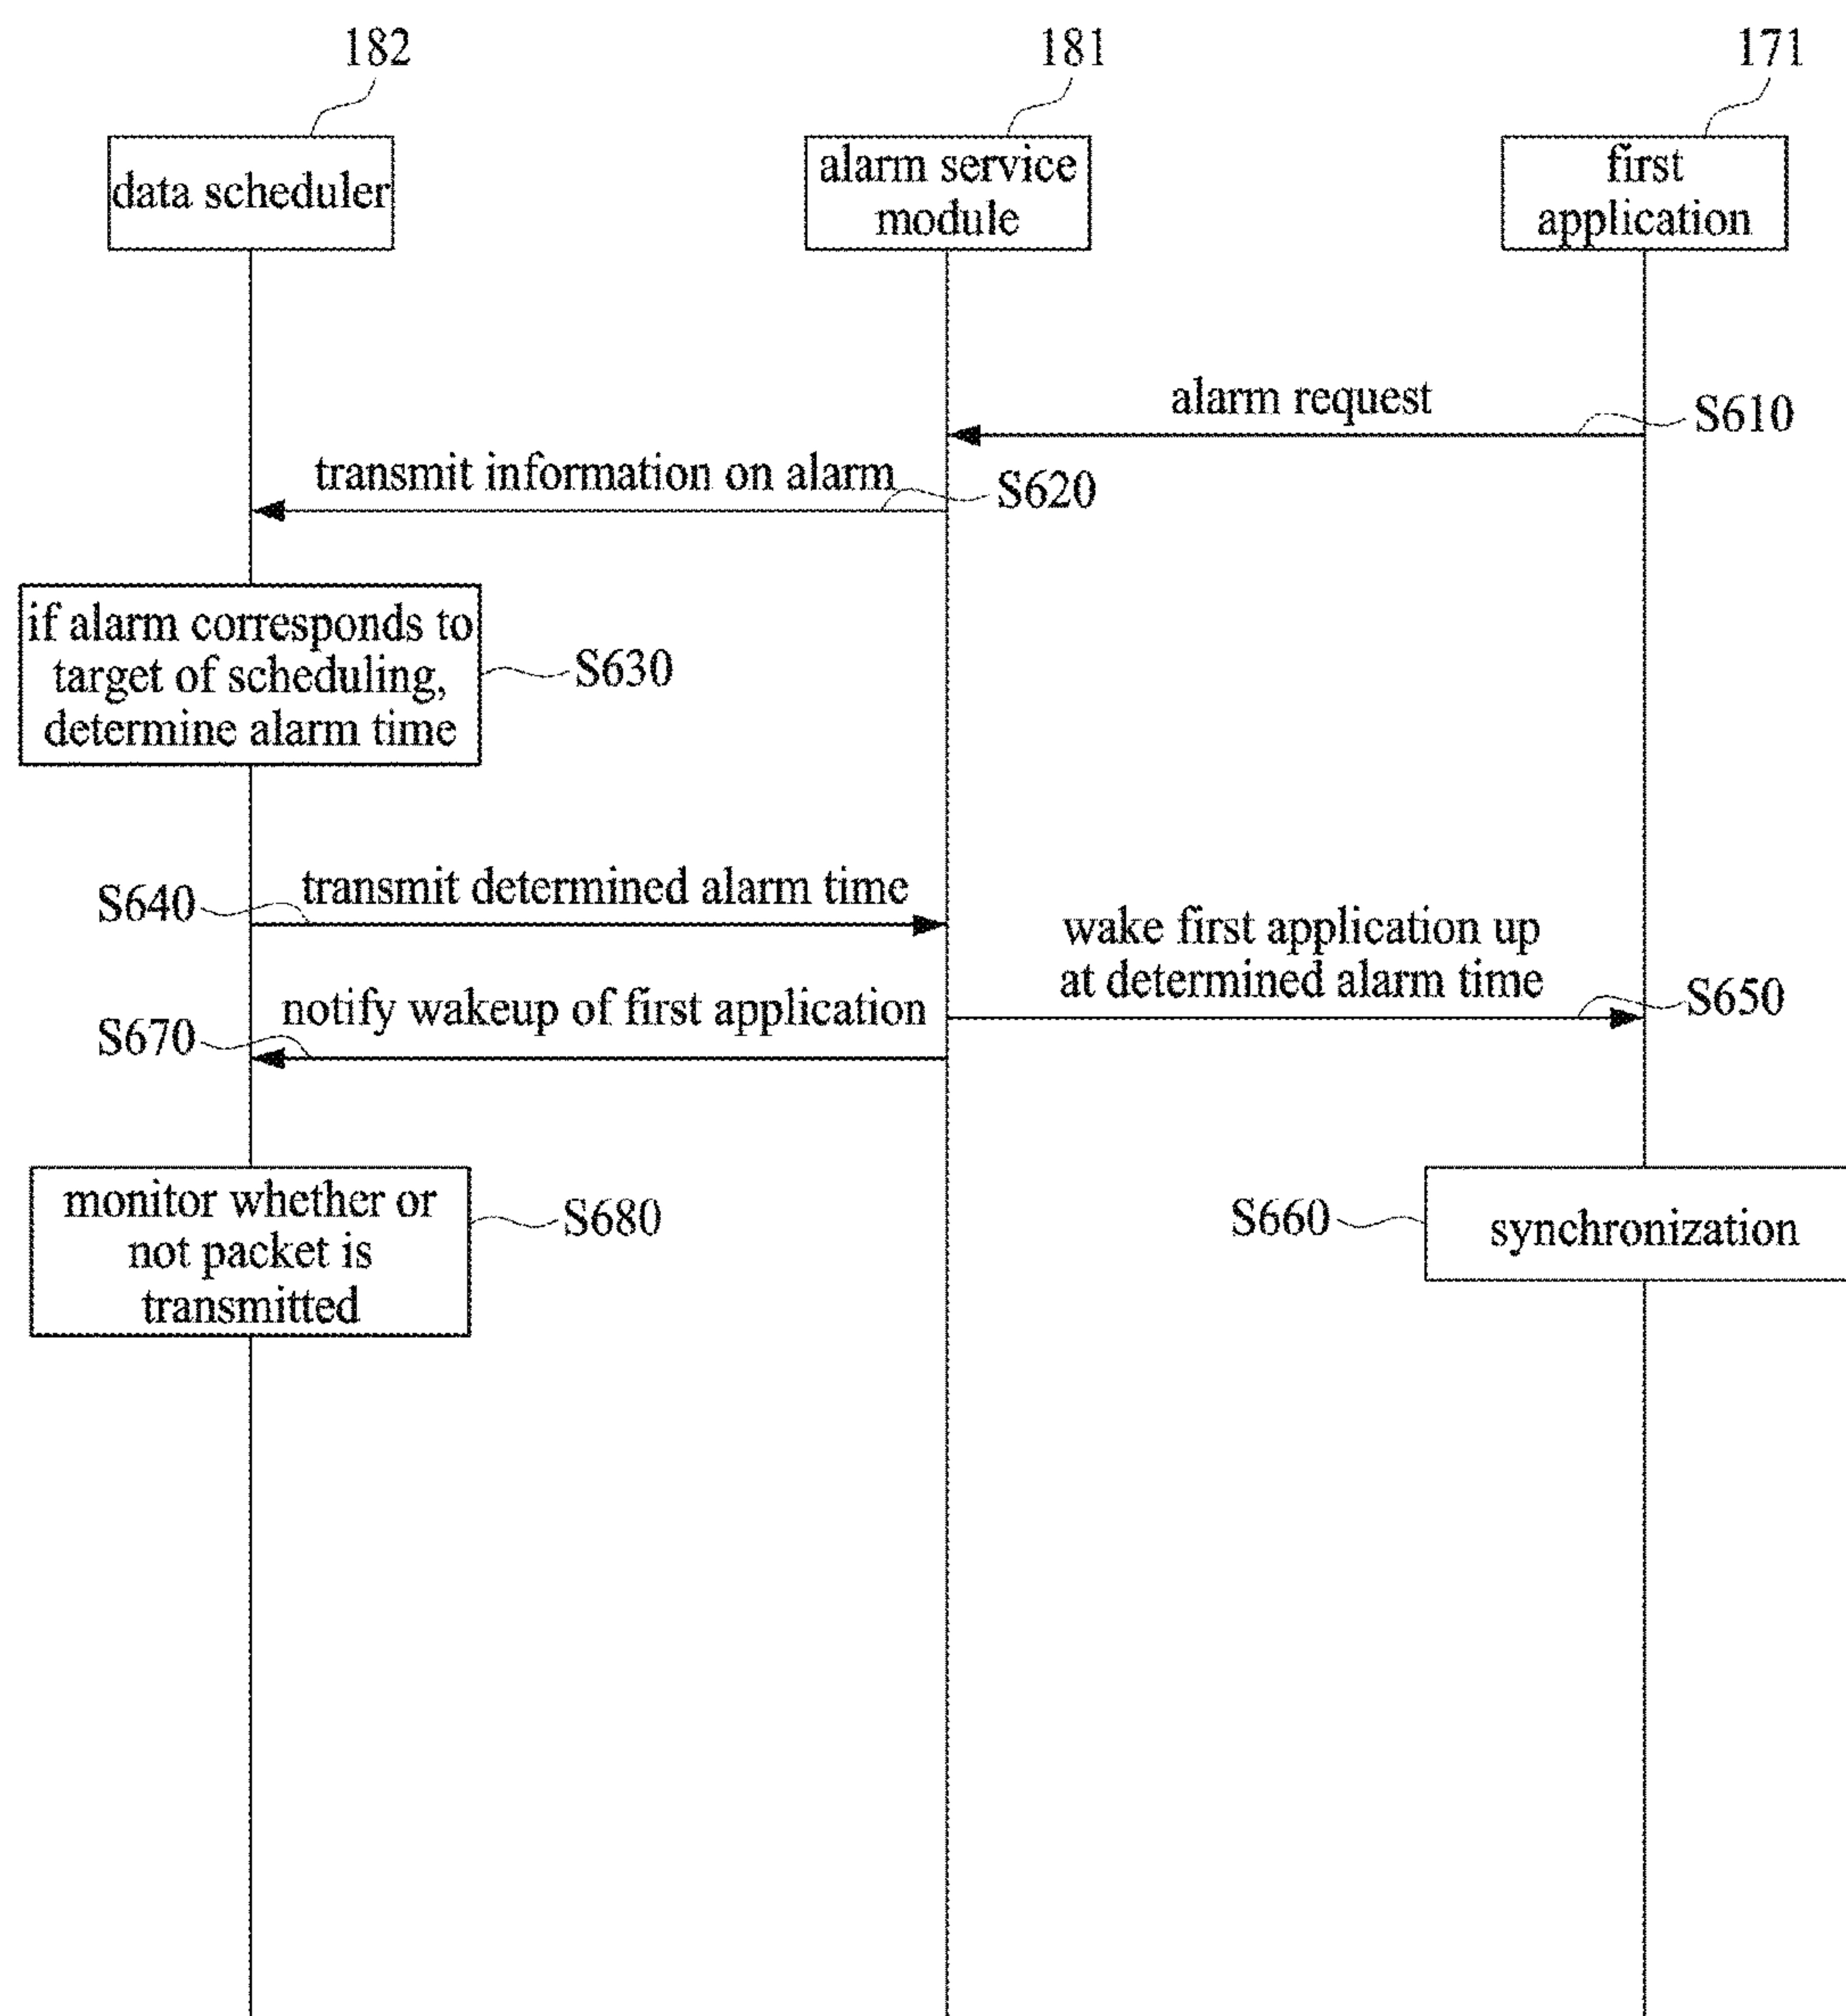 182
181
171
data scheduler
alarm service
module
first
application
alarm request
S610
transmit information on alarm
S620
if alarm corresponds to
target of scheduling,
determine alarm time
S630
S640
transmit determined alarm time
wake first application up
at determined alarm time
S650
notify wakeup of first application
S670
monitor whether or
not packet is
transmitted
S680
S660
synchronization